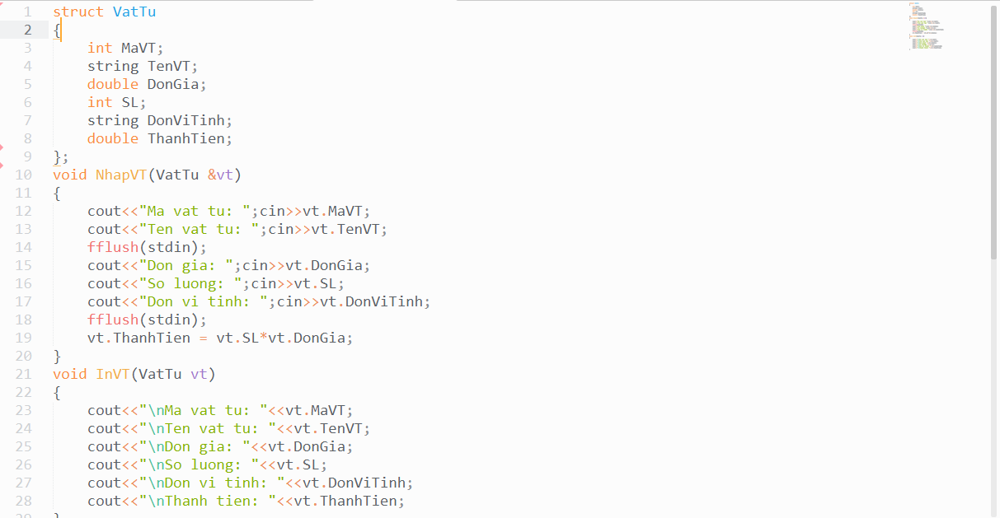 1 struct VatTu
2 {
3 int MaVT;
4 string TenVT;
5 double DonGia;
6 int SL;
7 string DonViTinh;
8 double ThanhTien;
9 };
10 void NhapVT(VatTu &vt)
11 {
12 cout<<"Ma vat tu: ";cin>>vt.MaVT;
13 cout<<"Ten vat tu: ";cin>>vt.TenVT;
14 fflush(stdin);
15 cout<<"Don gia: ";cin>>vt.DonGia;
16 cout<<"So luong: ";cin>>vt.SL;
17 cout<<"Don vi tinh: ";cin>>vt.DonViTinh;
18 fflush(stdin);
19 vt.ThanhTien = vt.SL*vt.DonGia;
20 }
21 void InVT(VatTu vt)
22 {
23 cout<<"\nMa vat tu: "<<vt.MaVT;
24 cout<<"\nTen vat tu: "<<vt.TenVT;
25 cout<<"\nDon gia: "<<vt.DonGia;
26 cout<<"\nSo luong: "<<vt.SL;
27 cout<<"\nDon vi tinh: "<<vt.DonViTinh;
28 cout<<"\nThanh tien: "<<vt.ThanhTien;